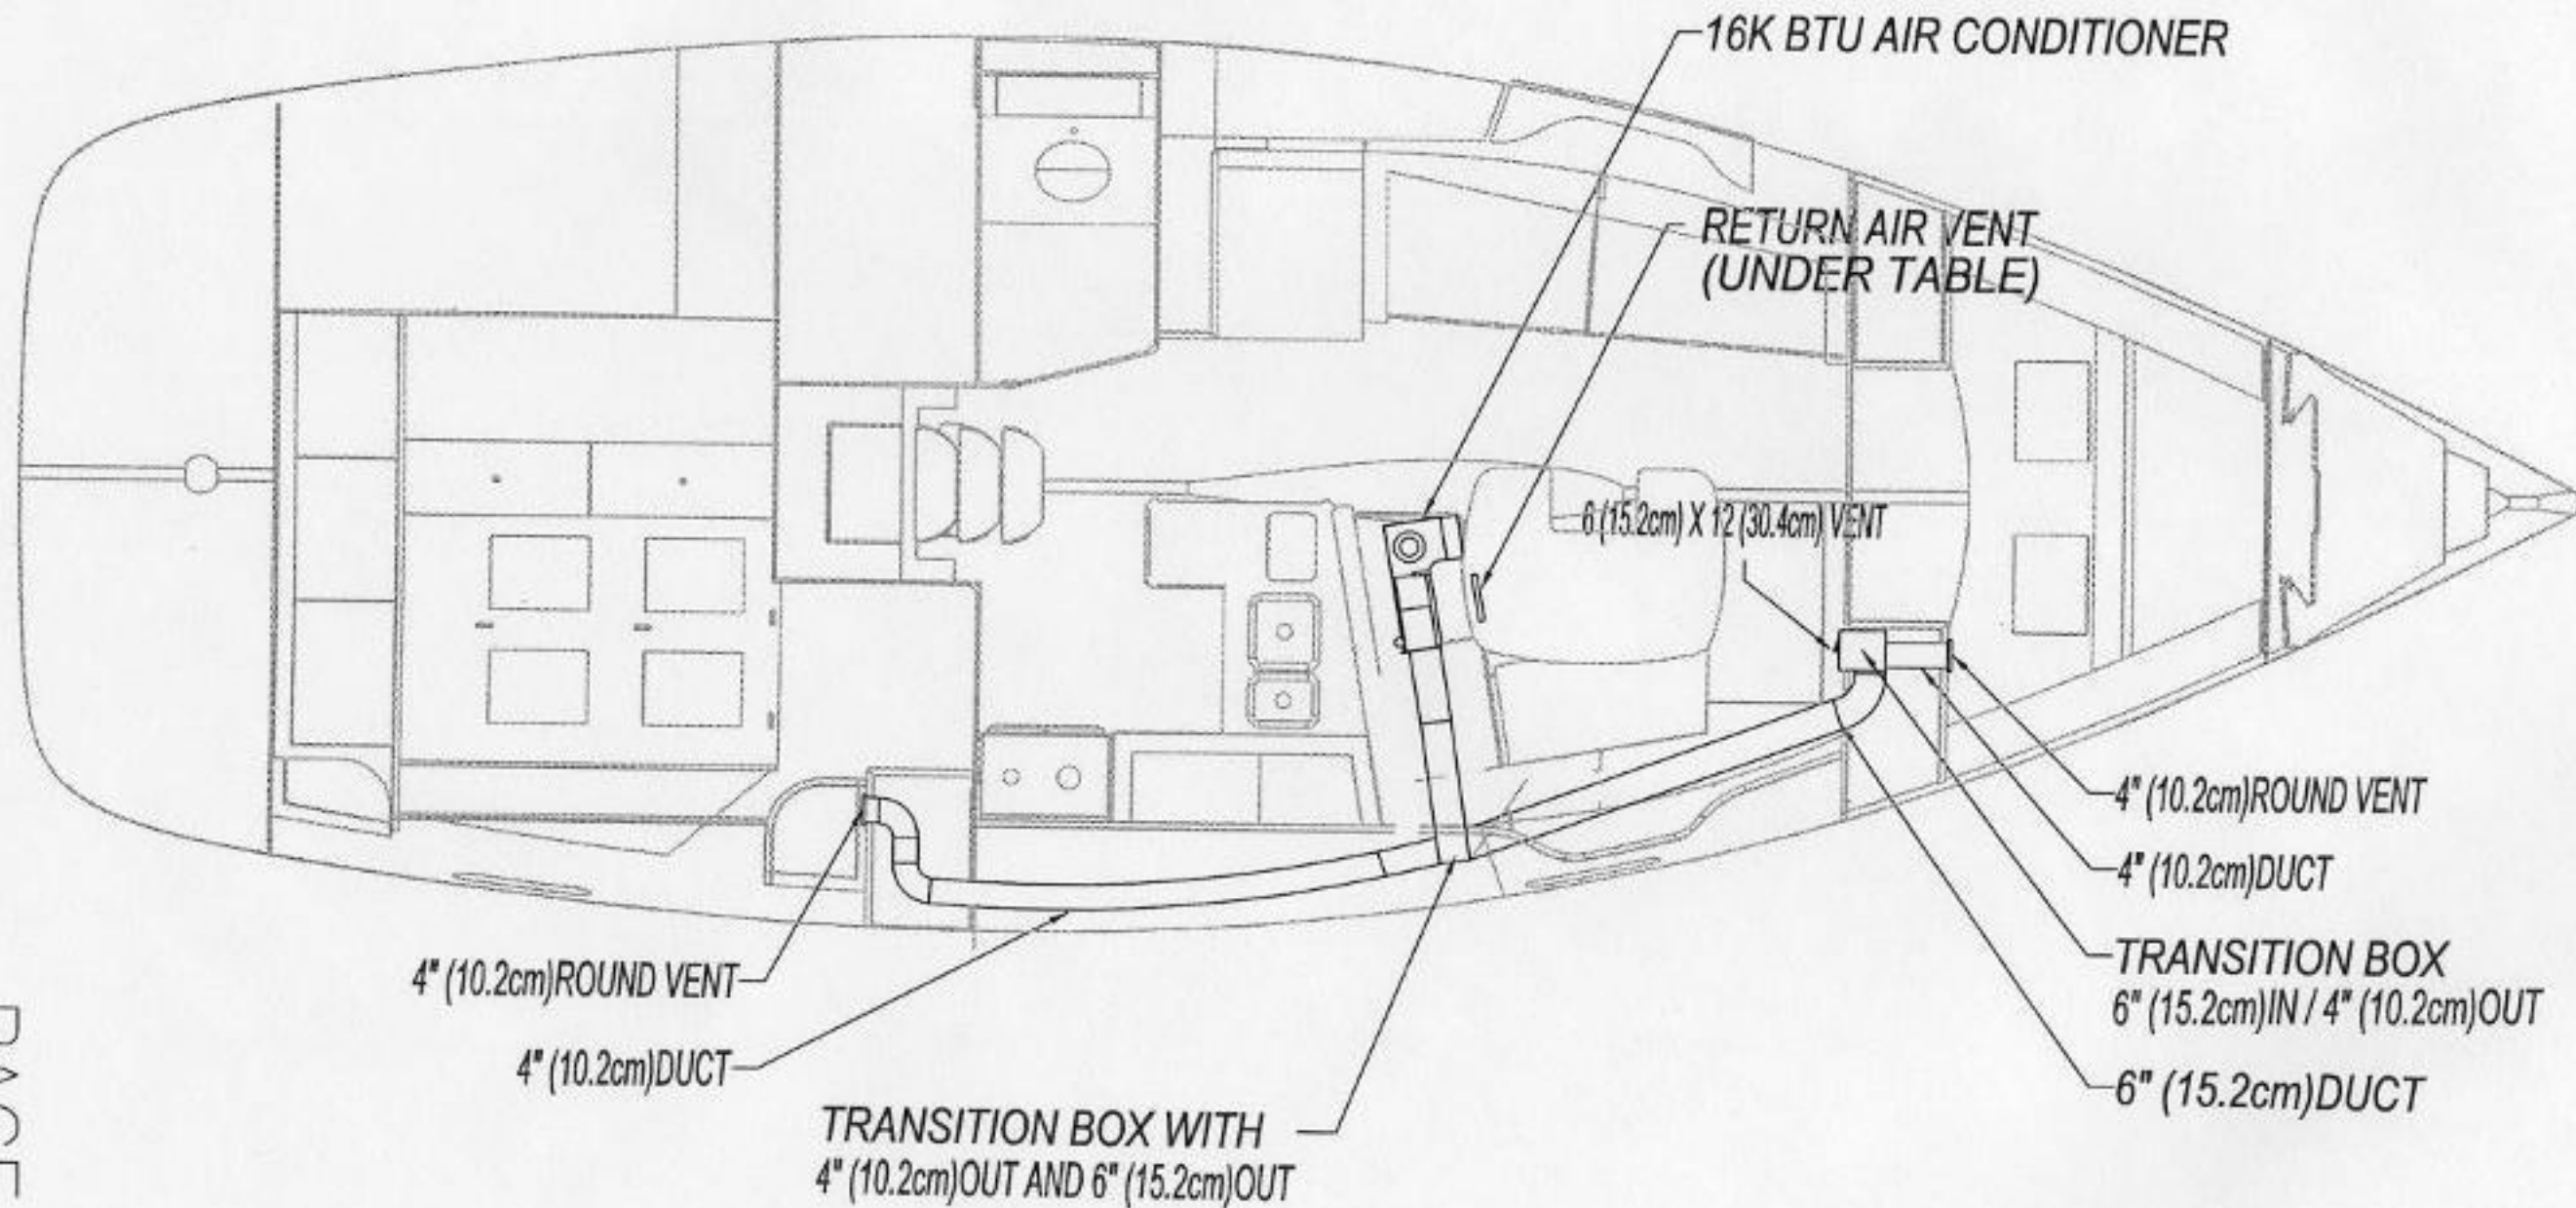 16K BTU AIR CONDITIONER
RETURN AIR VENT
(UNDER TABLE)
6 (15.2cm) X 12 (30.4cm) VENT
4" (10.2cm)ROUND VENT
4" (10.2cm)DUCT
TRANSITION BOX
6" (15.2cm)IN / 4" (10.2cm)OUT
6" (15.2cm)DUCT
4" (10.2cm)ROUND VENT
4" (10.2cm)DUCT
TRANSITION BOX WITH
4" (10.2cm)OUT AND 6" (15.2cm)OUT
PAGE